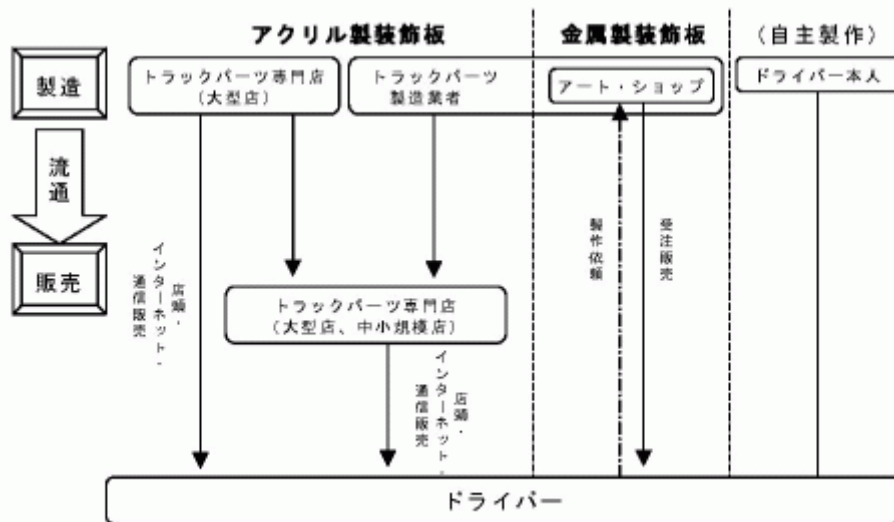 アクリル製装飾板
金属製装飾板
(自主製作)
製造
トラックパーツ専門店
(大型店)
トラックパーツ
製造業者
アート・ショップ
ドライバー本人
流通
販売
店頭・
インターネット・
通信販売
製作依頼
受注販売
トラックパーツ専門店
(大型店、中小規模店)
店頭・
インターネット・
通信販売
ドライバー